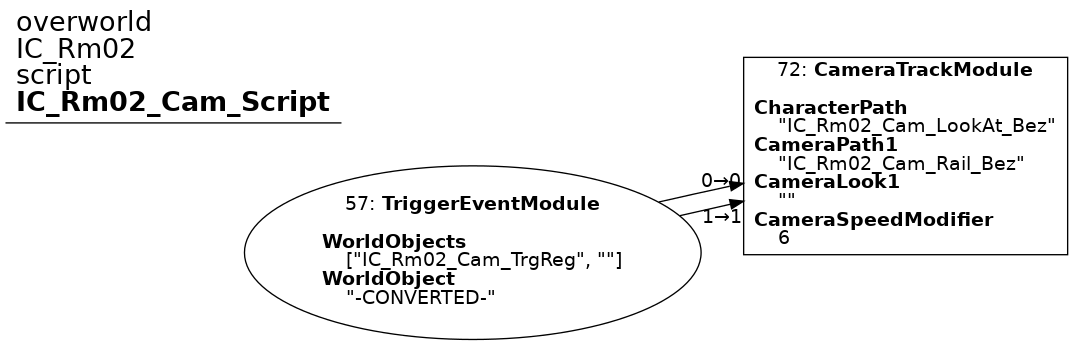 overworld
IC_Rm02
script
IC_Rm02_Cam_Script
72: CameraTrackModule
CharacterPath
"IC_Rm02_Cam_LookAt_Bez"
CameraPath1
"IC_Rm02_Cam_Rail_Bez"
CameraLook1
""
CameraSpeedModifier
6
0→0
1→1
57: TriggerEventModule
WorldObjects
["IC_Rm02_Cam_TrgReg", ""]
WorldObject
"-CONVERTED-"